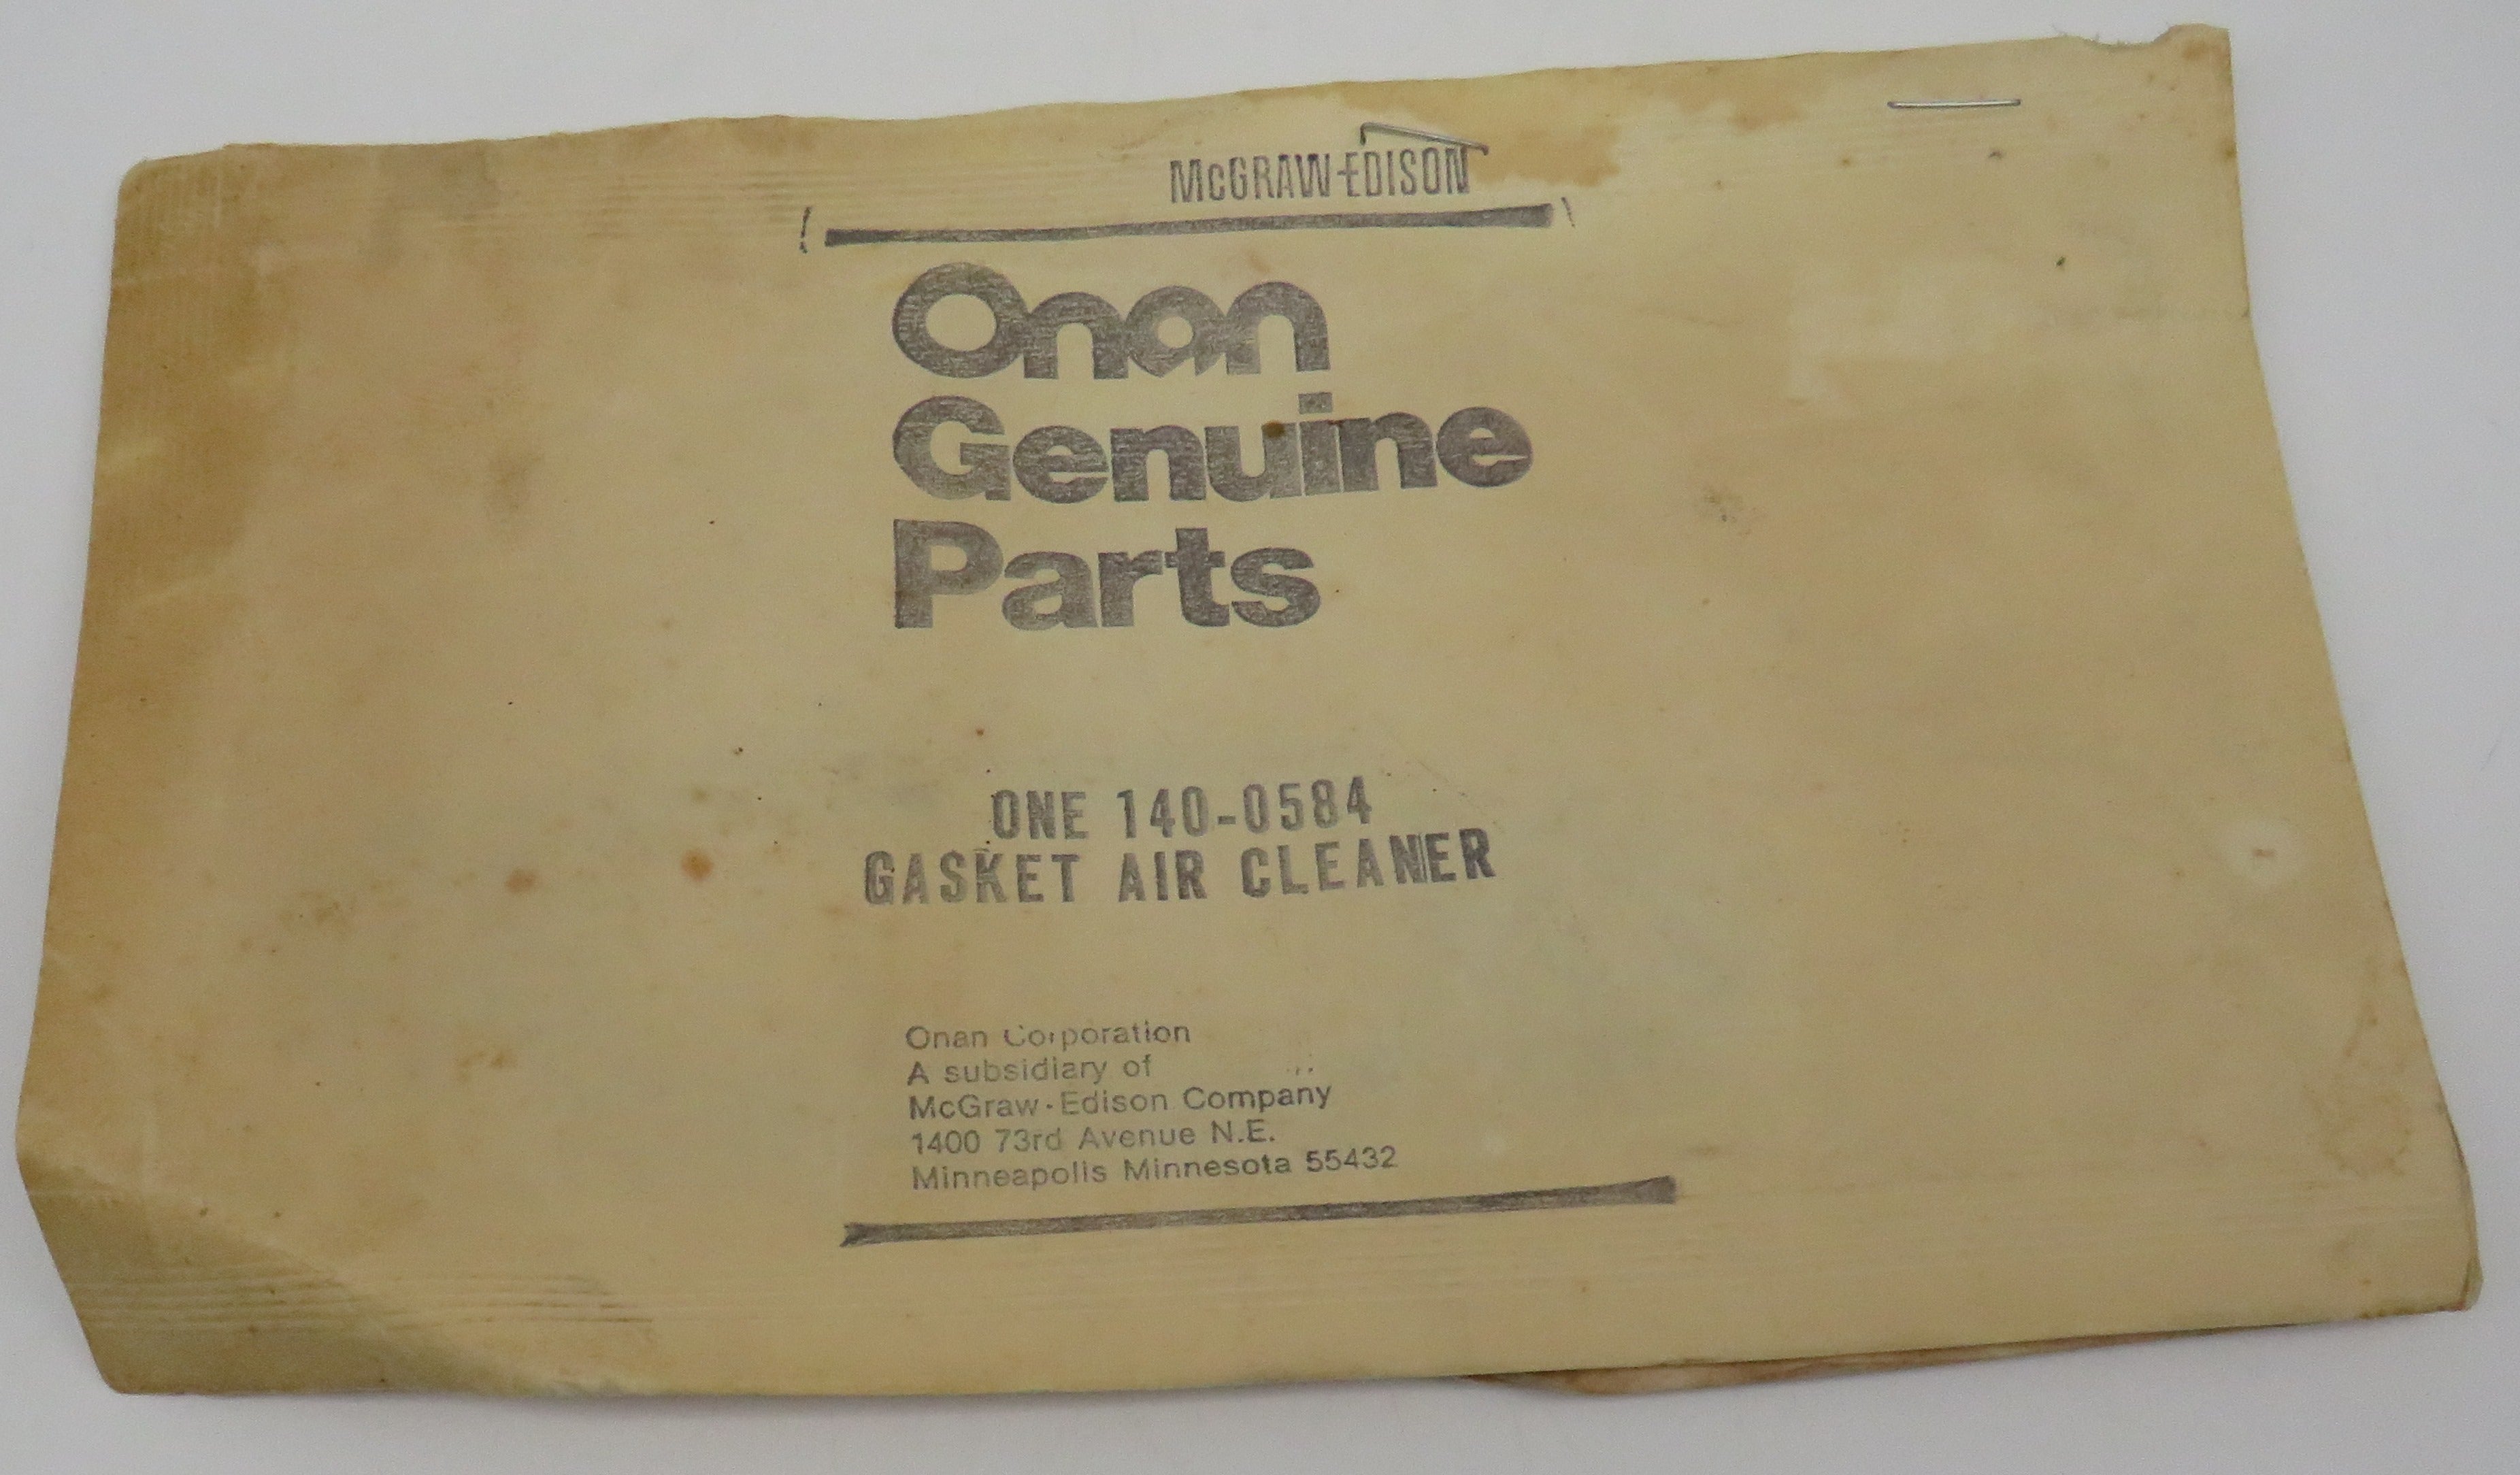 McGRAW-EDISON
Onan
Genuine
Parts
ONE 140-0584
GASKET AIR CLEANER
Onan Corporation
A subsidiary of
McGraw-Edison Company
1400 73rd Avenue N.E.
Minneapolis Minnesota 55432